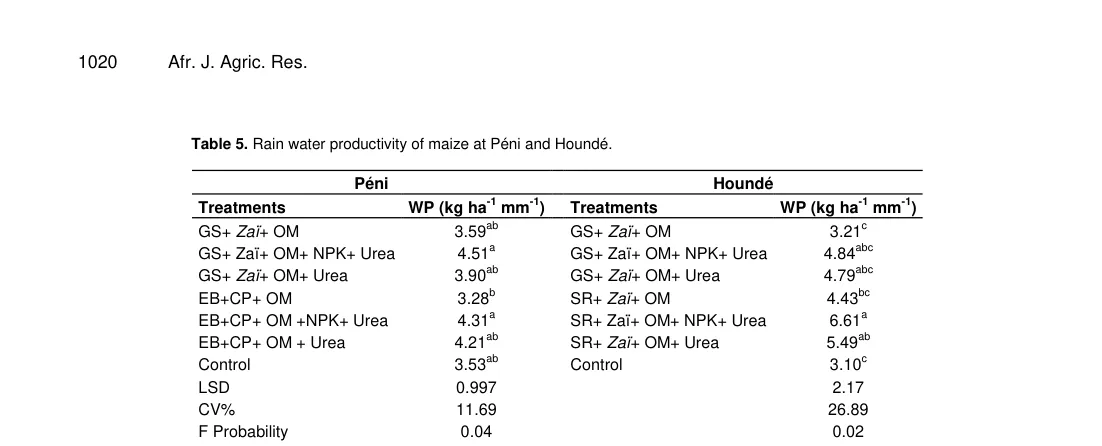 1020 Afr. J. Agric. Res.
Table 5. Rain water productivity of maize at Péni and Houndé.
Péni Houndé
Treatments WP (kg ha-1 mm-1) Treatments WP (kg ha-1 mm-1)
GS+ Zaï+ OM 3.59ab GS+ Zaï+ OM 3.21c
GS+ Zaï+ OM+ NPK+ Urea 4.51a GS+ Zaï+ OM+ NPK+ Urea 4.84abc
GS+ Zaï+ OM+ Urea 3.90ab GS+ Zaï+ OM+ Urea 4.79abc
EB+CP+ OM 3.28b SR+ Zaï+ OM 4.43bc
EB+CP+ OM +NPK+ Urea 4.31a SR+ Zaï+ OM+ NPK+ Urea 6.61a
EB+CP+ OM + Urea 4.21ab SR+ Zaï+ OM+ Urea 5.49ab
Control 3.53ab Control 3.10c
LSD 0.997 2.17
CV% 11.69 26.89
F Probability 0.04 0.02